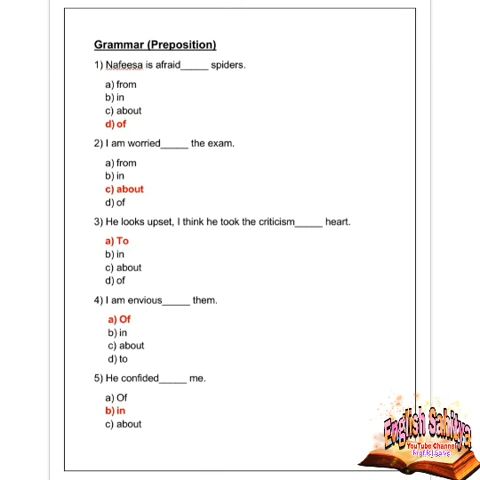 Grammar (Preposition)
1) Nafeesa is afraid_____ spiders.
a) from
b) in
c) about
d) of
2) I am worried_____ the exam.
a) from
b) in
c) about
d) of
3) He looks upset, I think he took the criticism_____ heart.
a) To
b) in
c) about
d) of
4) I am envious_____ them.
a) Of
b) in
c) about
d) to
5) He confided_____ me.
a) Of
b) in
c) about
English Sahitya
YouTube Channel